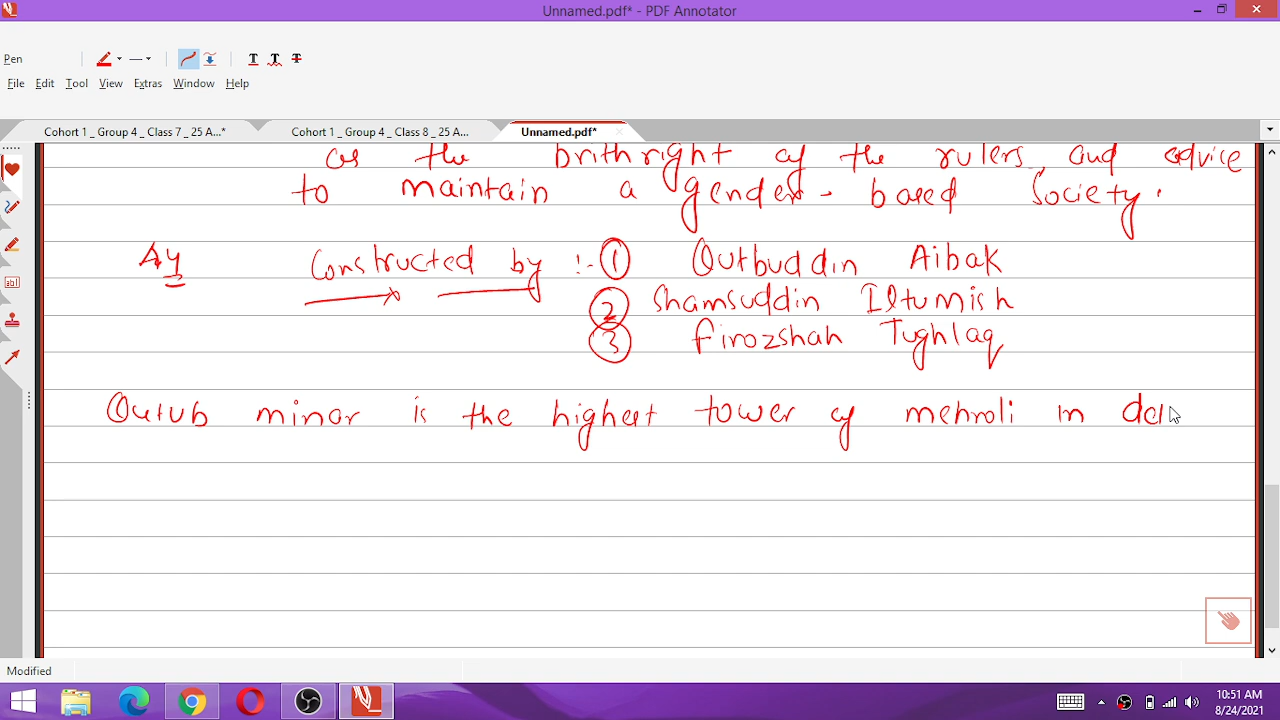 Unnamed.pdf* - PDF Annotator
Pen
T T T
File Edit Tool View Extras Window Help
Cohort 1 _ Group 4 _ Class 7 _ 25 A...* Cohort 1 _ Group 4 _ Class 8 _ 25 A... Unnamed.pdf*
as the brithright of the rulers and advice
to maintain a gender - based Society.
A4 Constructed by :- 1 Qutbuddin Aibak
2 Shamsuddin Iltumish
3 Firozshah Tughlaq
Qutub minar is the highest tower of mehroli in del
Modified
10:51 AM
8/24/2021